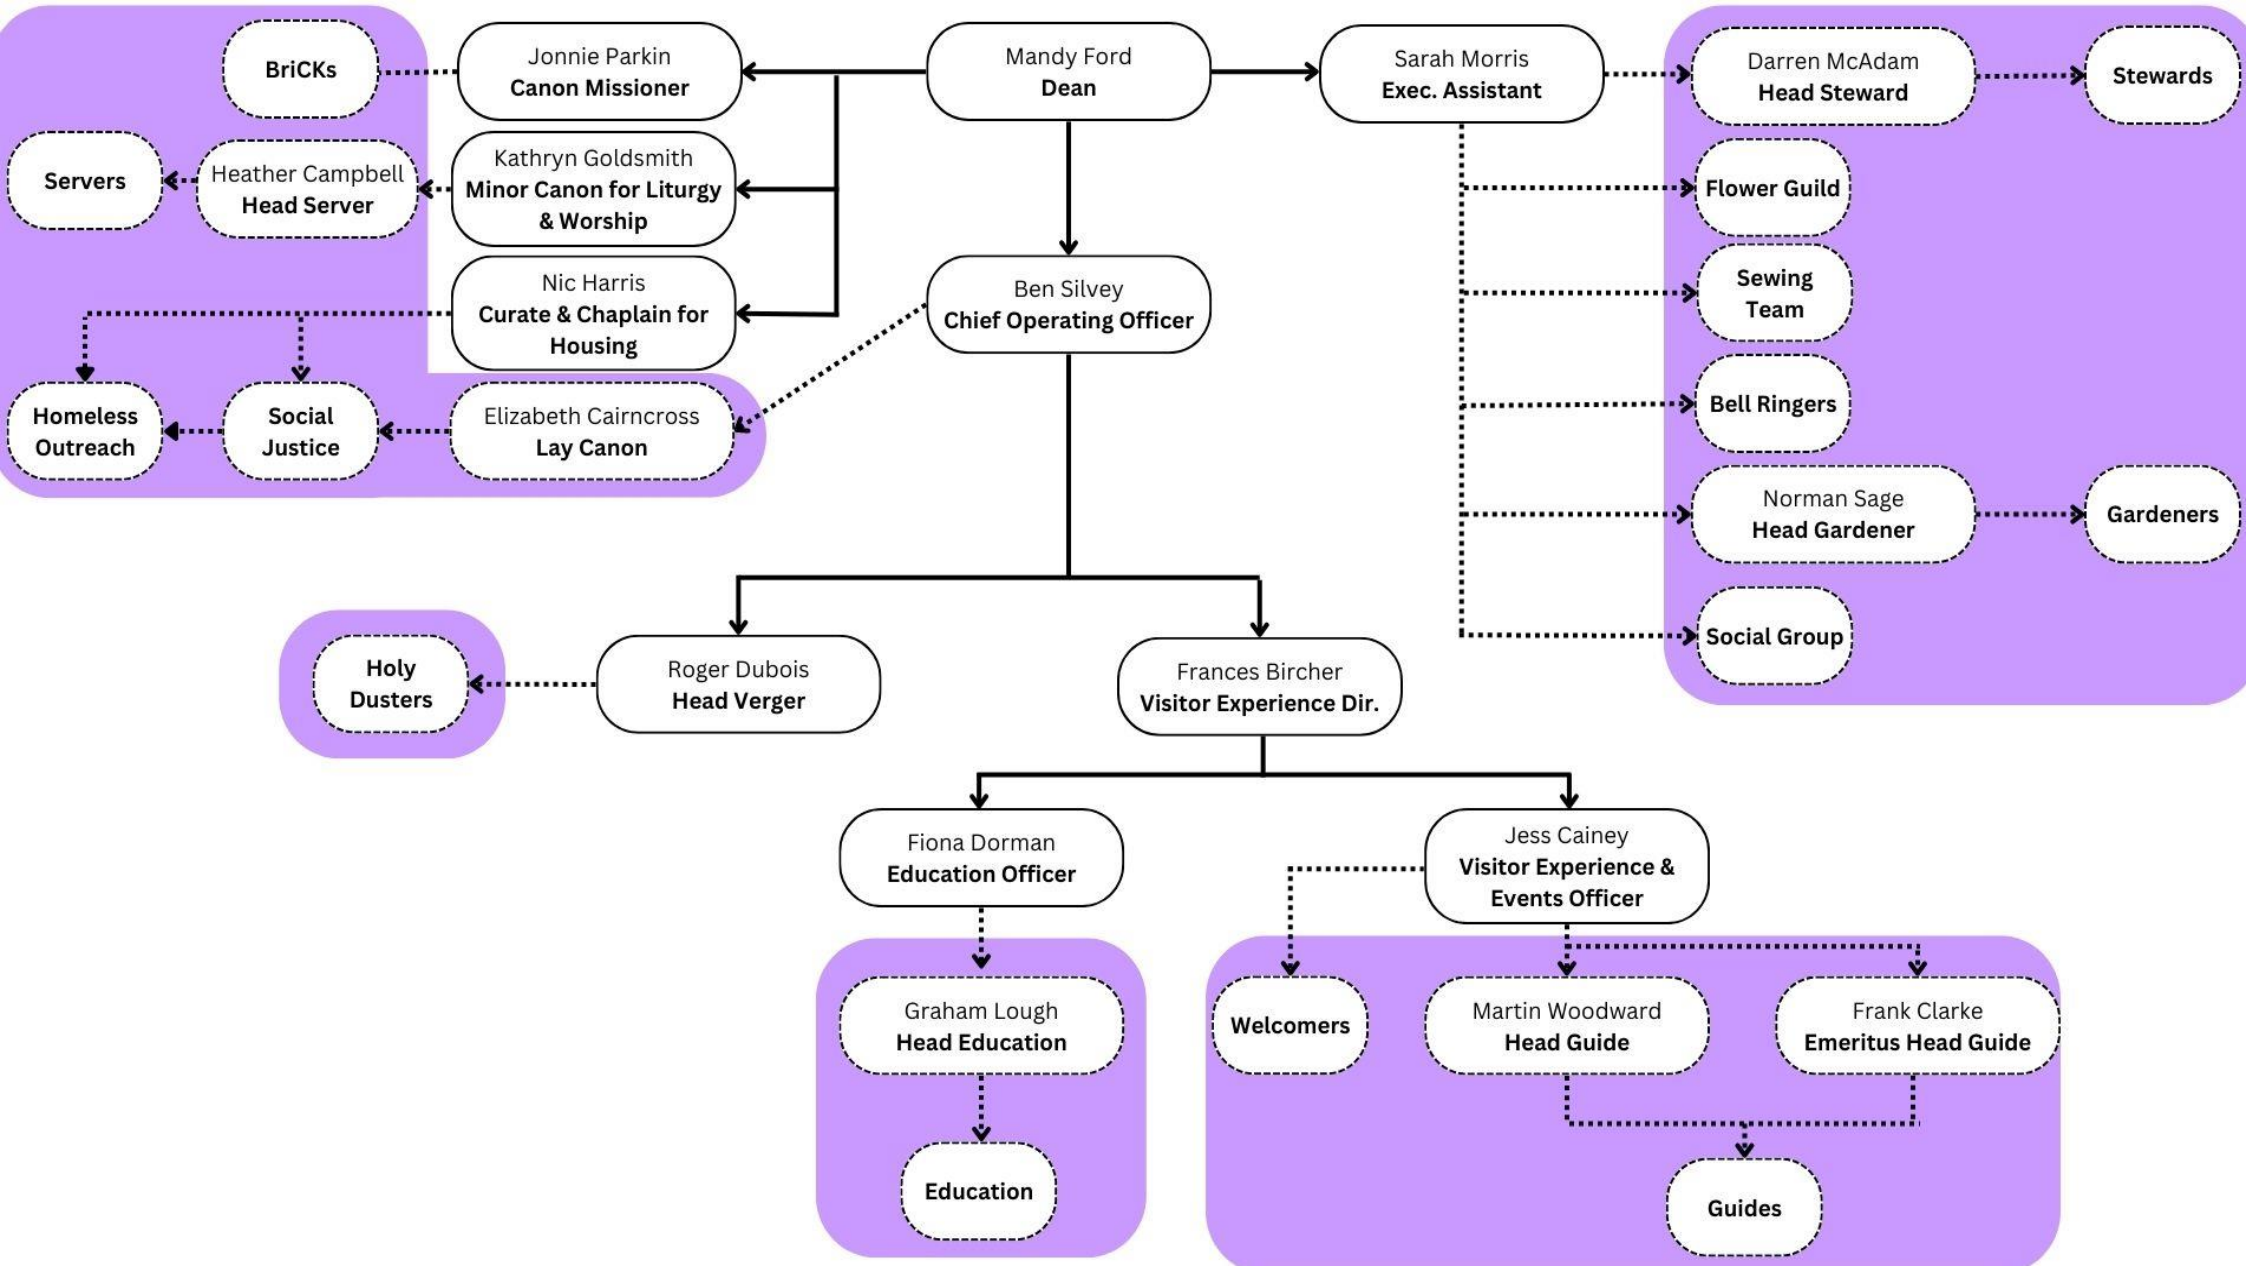 BriCKs
Jonnie Parkin
Canon Missioner
Mandy Ford
Dean
Sarah Morris
Exec. Assistant
Darren McAdam
Head Steward
Stewards
Servers
Heather Campbell
Head Server
Kathryn Goldsmith
Minor Canon for Liturgy
& Worship
Flower Guild
Nic Harris
Curate & Chaplain for
Housing
Ben Silvey
Chief Operating Officer
Sewing
Team
Homeless
Outreach
Social
Justice
Elizabeth Cairncross
Lay Canon
Bell Ringers
Norman Sage
Head Gardener
Gardeners
Social Group
Holy
Dusters
Roger Dubois
Head Verger
Frances Bircher
Visitor Experience Dir.
Fiona Dorman
Education Officer
Jess Cainey
Visitor Experience &
Events Officer
Graham Lough
Head Education
Welcomers
Martin Woodward
Head Guide
Frank Clarke
Emeritus Head Guide
Education
Guides